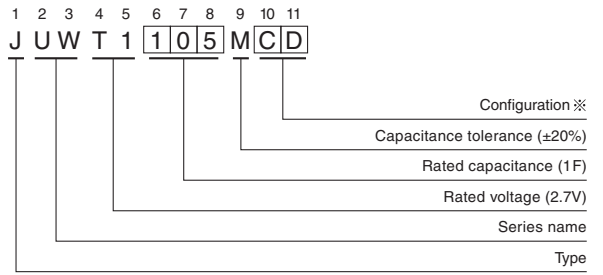 1 2 3 4 5 6 7 8 9 10 11
J U W T 1 1 0 5 M C D
Configuration ※
Capacitance tolerance (±20%)
Rated capacitance (1F)
Rated voltage (2.7V)
Series name
Type